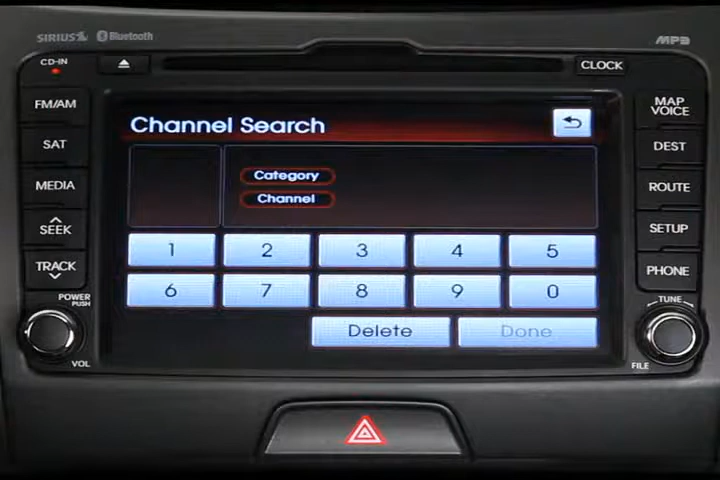 SIRIUS Bluetooth
MP3
CD-IN
CLOCK
FM/AM
SAT
MEDIA
SEEK
TRACK
POWER
PUSH
VOL
Channel Search
Category
Channel
1 2 3 4 5
6 7 8 9 0
Delete Done
MAP
VOICE
DEST
ROUTE
SETUP
PHONE
TUNE
FILE